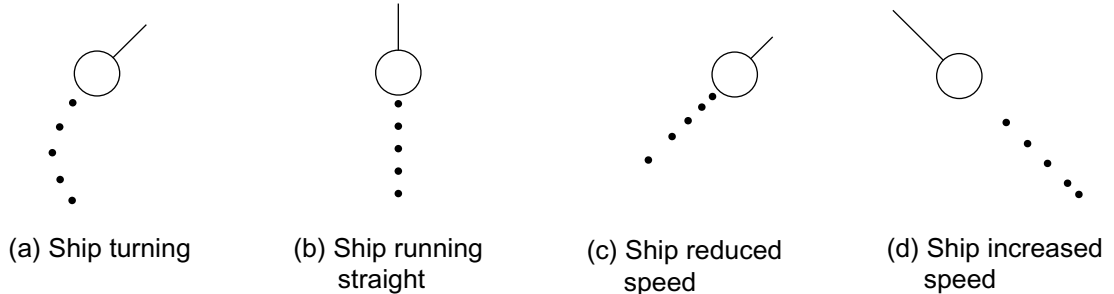 (a) Ship turning
(b) Ship running
straight
(c) Ship reduced
speed
(d) Ship increased
speed